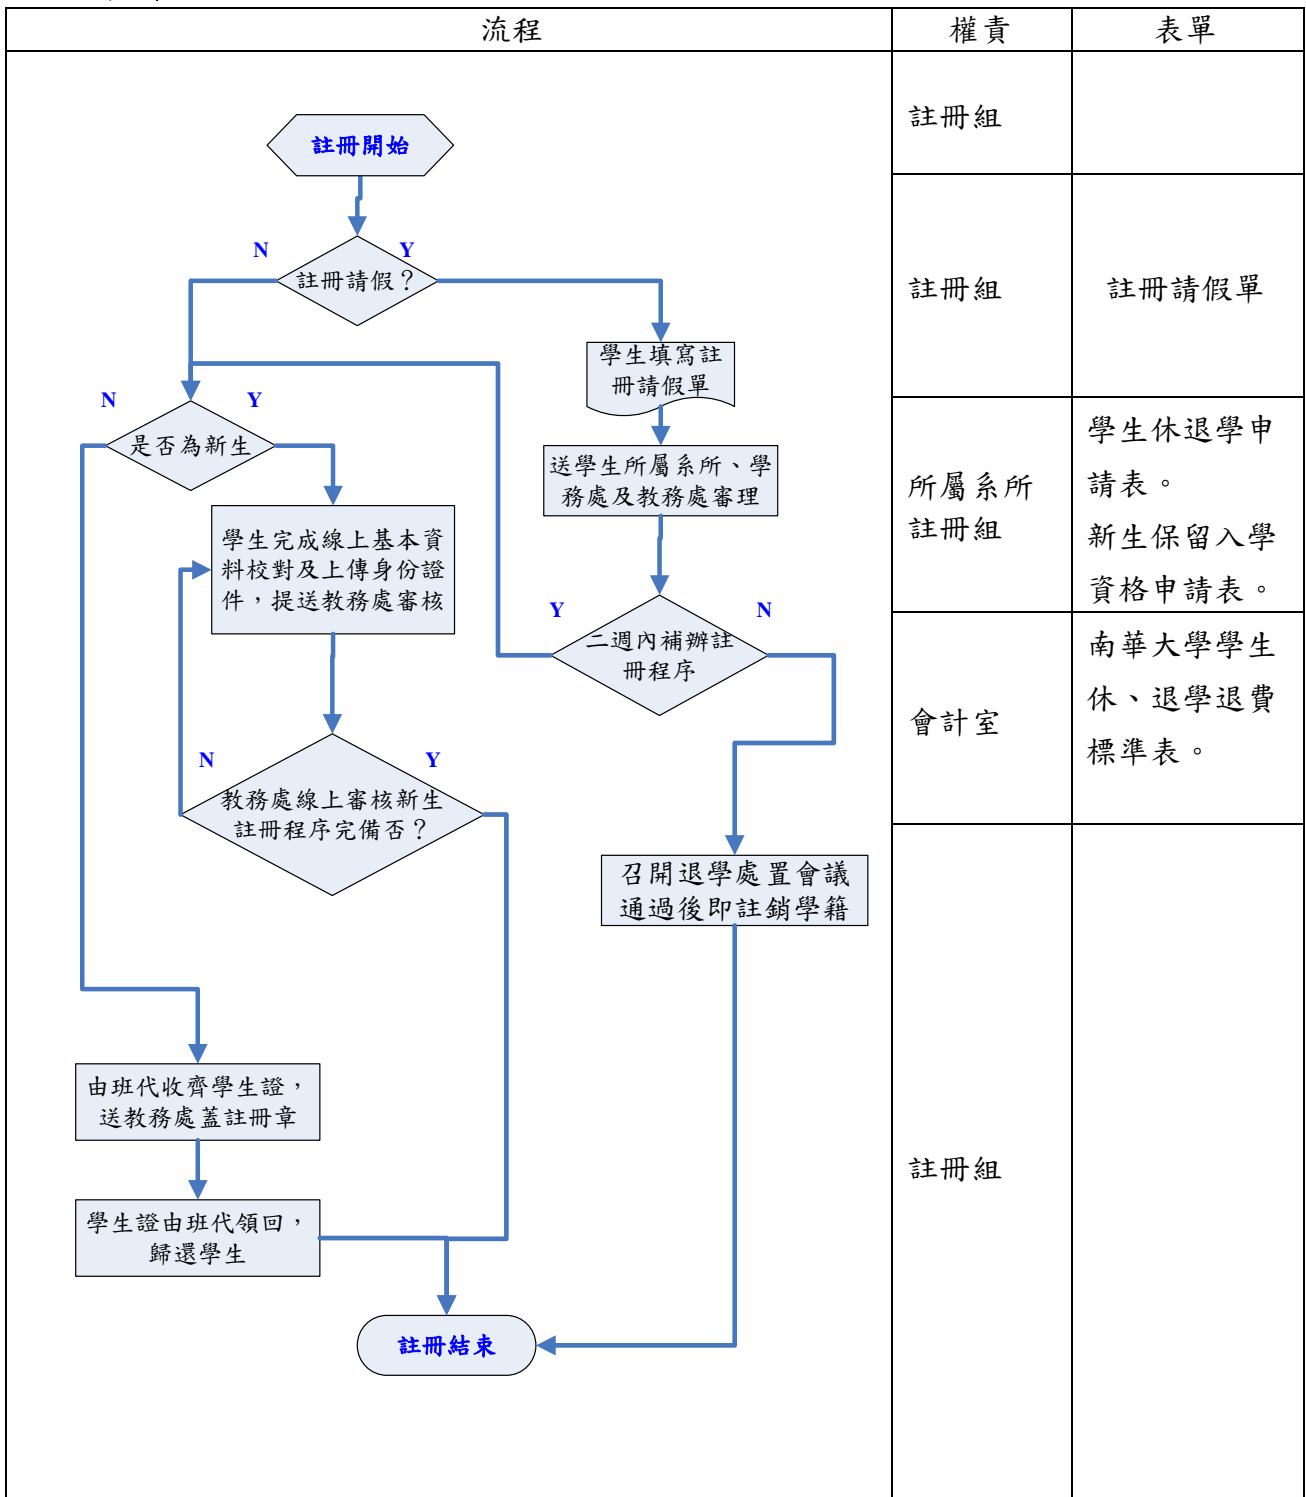 流程
權責
表單
註冊開始
註冊組
N
Y
註冊請假？
註冊組
註冊請假單
學生填寫註
冊請假單
N
Y
是否為新生
送學生所屬系所、學
務處及教務處審理
所屬系所
註冊組
學生休退學申
請表。
新生保留入學
資格申請表。
學生完成線上基本資
料校對及上傳身份證
件，提送教務處審核
Y
N
二週內補辦註
冊程序
會計室
南華大學學生
休、退學退費
標準表。
N
Y
教務處線上審核新生
註冊程序完備否？
召開退學處置會議
通過後即註銷學籍
由班代收齊學生證，
送教務處蓋註冊章
註冊組
學生證由班代領回，
歸還學生
註冊結束